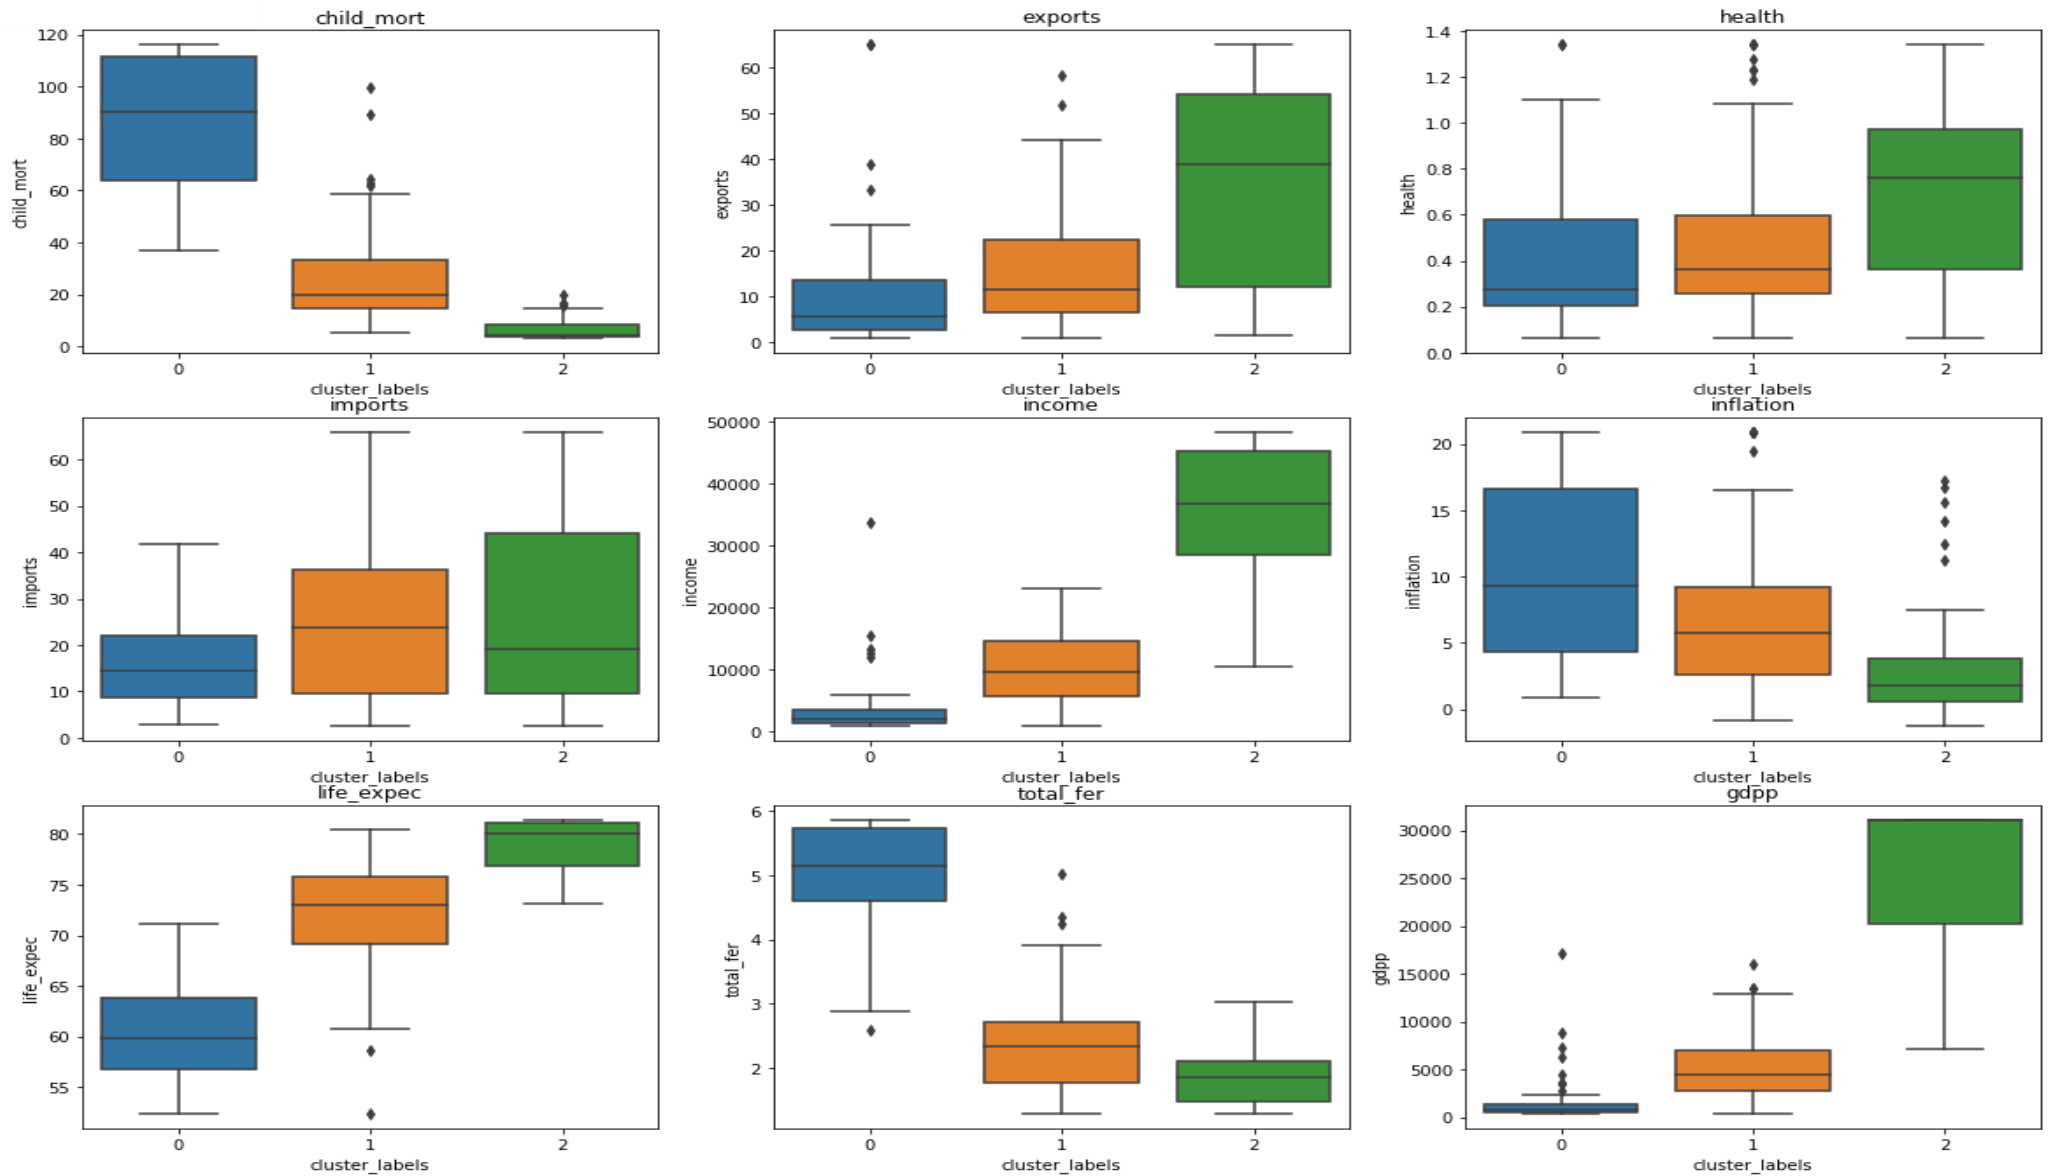 child_mort
child_mort
120
100
80
60
40
20
0
0 1 2
cluster_labels
exports
exports
60
50
40
30
20
10
0
0 1 2
cluster_labels
health
health
1.4
1.2
1.0
0.8
0.6
0.4
0.2
0.0
0 1 2
cluster_labels
imports
imports
60
50
40
30
20
10
0
0 1 2
cluster_labels
income
income
50000
40000
30000
20000
10000
0
0 1 2
cluster_labels
inflation
inflation
20
15
10
5
0
0 1 2
cluster_labels
life_expec
life_expec
80
75
70
65
60
55
0 1 2
cluster_labels
total_fer
total_fer
6
5
4
3
2
0 1 2
cluster_labels
gdpp
gdpp
30000
25000
20000
15000
10000
5000
0
0 1 2
cluster_labels